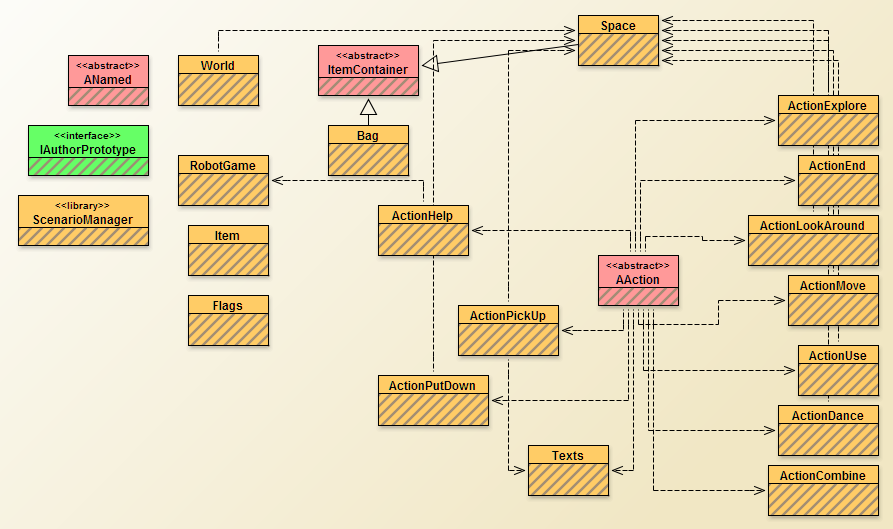 Space
<<abstract>>
ANamed
World
<<abstract>>
ItemContainer
ActionExplore
<<interface>>
IAuthorPrototype
Bag
RobotGame
ActionEnd
<<library>>
ScenarioManager
ActionHelp
ActionLookAround
Item
<<abstract>>
AAction
ActionMove
Flags
ActionPickUp
ActionUse
ActionPutDown
ActionDance
Texts
ActionCombine